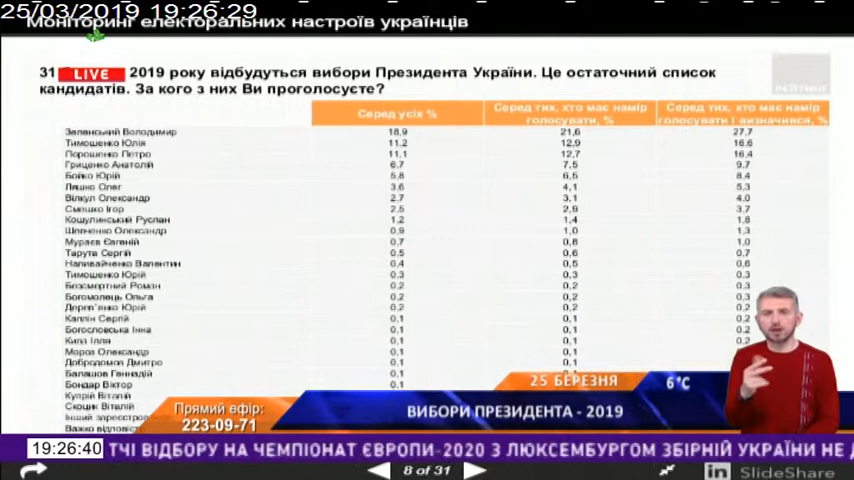 25/03/2019 19:26:29
Моніторинг електоральних настроїв українців
31 LIVE 2019 року відбудуться вибори Президента України. Це остаточний список
кандидатів. За кого з них Ви проголосуєте?
РЕЙТИНГ
Серед усіх % Серед тих, хто має намір голосувати, % Серед тих, хто має намір голосувати і визначився, %
Зеленський Володимир 18,9 21,6 27,7
Тимошенко Юлія 11,2 12,9 16,6
Порошенко Петро 11,1 12,7 16,4
Гриценко Анатолій 6,7 7,5 9,7
Бойко Юрій 5,8 6,5 8,4
Ляшко Олег 3,6 4,1 5,3
Вілкул Олександр 2,7 3,1 4,0
Смешко Ігор 2,5 2,9 3,7
Кошулинський Руслан 1,2 1,4 1,8
Шевченко Олександр 0,9 1,0 1,3
Мураєв Євгеній 0,7 0,8 1,0
Тарута Сергій 0,5 0,6 0,7
Наливайченко Валентин 0,4 0,5 0,6
Тимошенко Юрій 0,3 0,3 0,3
Безсмертний Роман 0,2 0,2 0,3
Богомолець Ольга 0,2 0,2 0,3
Дерев'янко Юрій 0,2 0,2 0,2
Каплін Сергій 0,1 0,1 0,2
Богословська Інна 0,1 0,1 0,2
Кива Ілля 0,1 0,1 0,2
Мороз Олександр 0,1 0,1
Добродомов Дмитро 0,1 0,1
Балашов Геннадій 0,1 0,1
Бондар Віктор 0,1
Купрій Віталій
Скоцик Віталій
Інші зареєстров
Важко відповіст
25 БЕРЕЗНЯ 6°C
Прямий ефір:
223-09-71
ВИБОРИ ПРЕЗИДЕНТА - 2019
19:26:40 ТЧІ ВІДБОРУ НА ЧЕМПІОНАТ ЄВРОПИ-2020 З ЛЮКСЕМБУРГОМ ЗБІРНІЙ УКРАЇНИ НЕ
8 of 31
in SlideShare